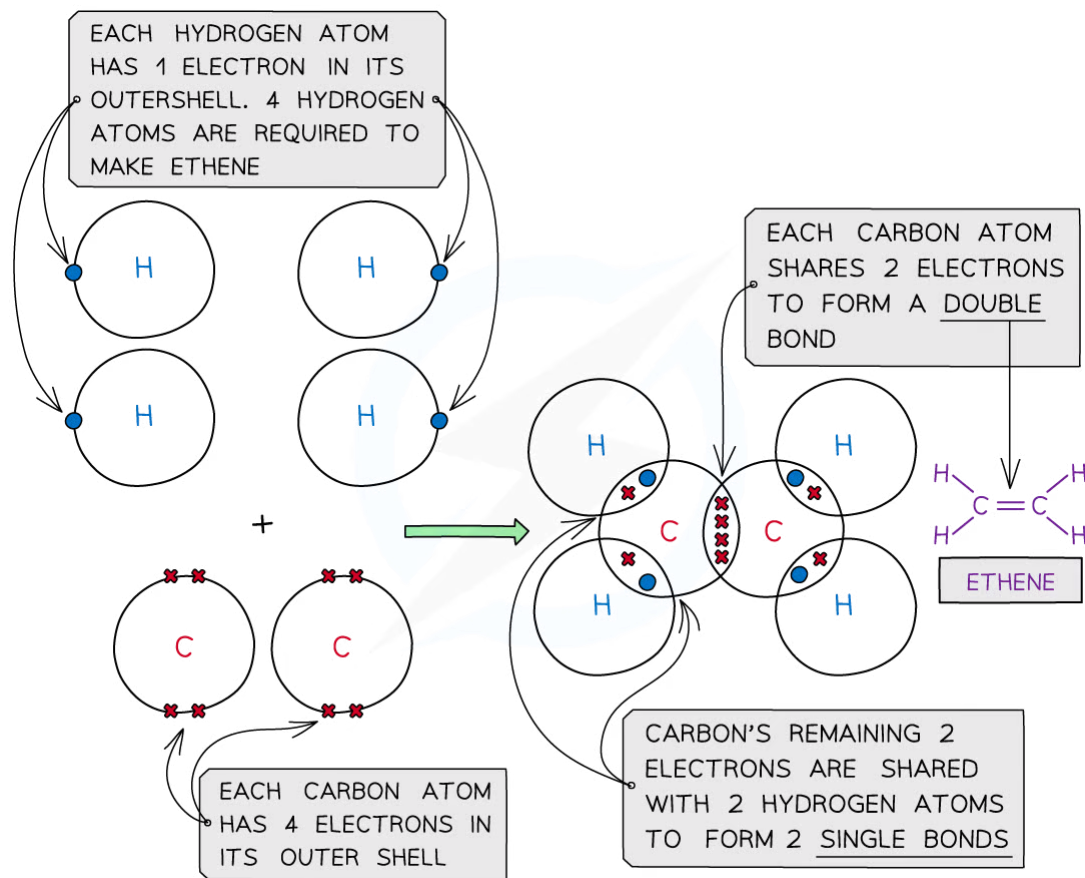 EACH HYDROGEN ATOM
HAS 1 ELECTRON IN ITS
OUTERSHELL. 4 HYDROGEN
ATOMS ARE REQUIRED TO
MAKE ETHENE
H
H
H
H
+
C
C
EACH CARBON ATOM
HAS 4 ELECTRONS IN
ITS OUTER SHELL
EACH CARBON ATOM
SHARES 2 ELECTRONS
TO FORM A DOUBLE
BOND
H
H
C
C
H
H
H
H
C=C
H
H
ETHENE
CARBON'S REMAINING 2
ELECTRONS ARE SHARED
WITH 2 HYDROGEN ATOMS
TO FORM 2 SINGLE BONDS